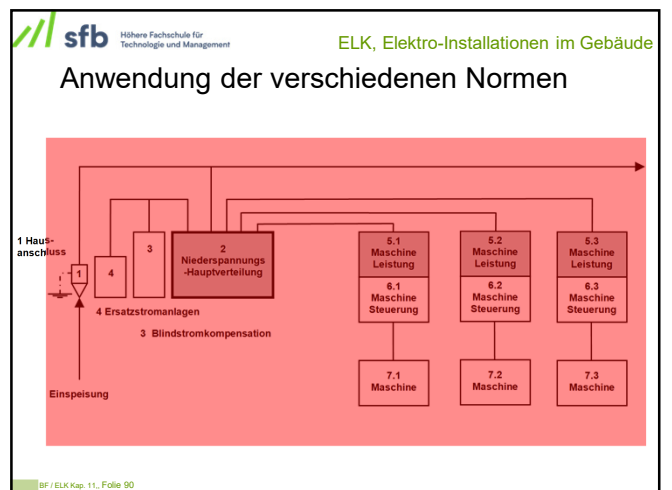 sfb Höhere Fachschule für
Technologie und Management
ELK, Elektro-Installationen im Gebäude
Anwendung der verschiedenen Normen
1 Haus-
anschluss
1
4
3
2
Niederspannungs
-Hauptverteilung
5.1
Maschine
Leistung
5.2
Maschine
Leistung
5.3
Maschine
Leistung
6.1
Maschine
Steuerung
6.2
Maschine
Steuerung
6.3
Maschine
Steuerung
4 Ersatzstromanlagen
3 Blindstromkompensation
7.1
Maschine
7.2
Maschine
7.3
Maschine
Einspeisung
BF / ELK Kap. 11,, Folie 90